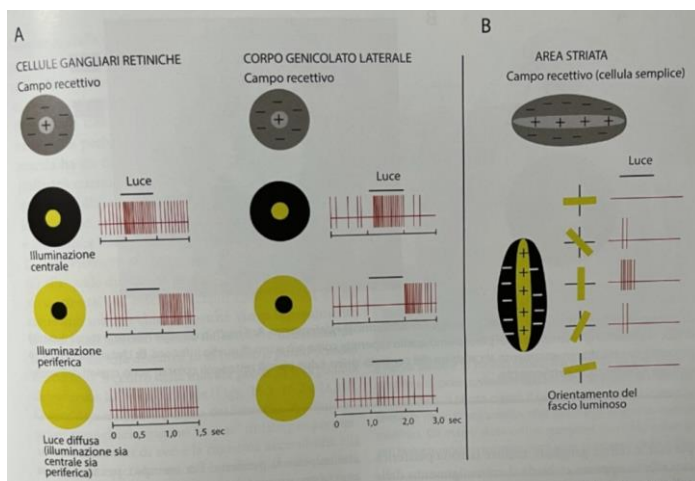 A
CELLULE GANGLIARI RETINICHE
Campo recettivo
CORPO GENICOLATO LATERALE
Campo recettivo
Luce
Illuminazione
centrale
Illuminazione
periferica
Luce diffusa
(illuminazione sia
centrale sia
periferica)
0 0,5 1,0 1,5 sec
0 1,0 2,0 3,0 sec
B
AREA STRIATA
Campo recettivo (cellula semplice)
Luce
Orientamento del
fascio luminoso